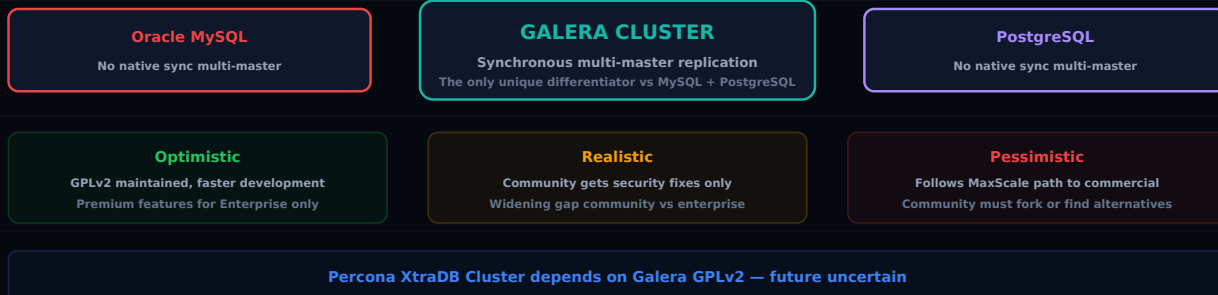 Oracle MySQL
No native sync multi-master
GALERA CLUSTER
Synchronous multi-master replication
The only unique differentiator vs MySQL + PostgreSQL
PostgreSQL
No native sync multi-master
Optimistic
GPLv2 maintained, faster development
Premium features for Enterprise only
Realistic
Community gets security fixes only
Widening gap community vs enterprise
Pessimistic
Follows MaxScale path to commercial
Community must fork or find alternatives
Percona XtraDB Cluster depends on Galera GPLv2 — future uncertain